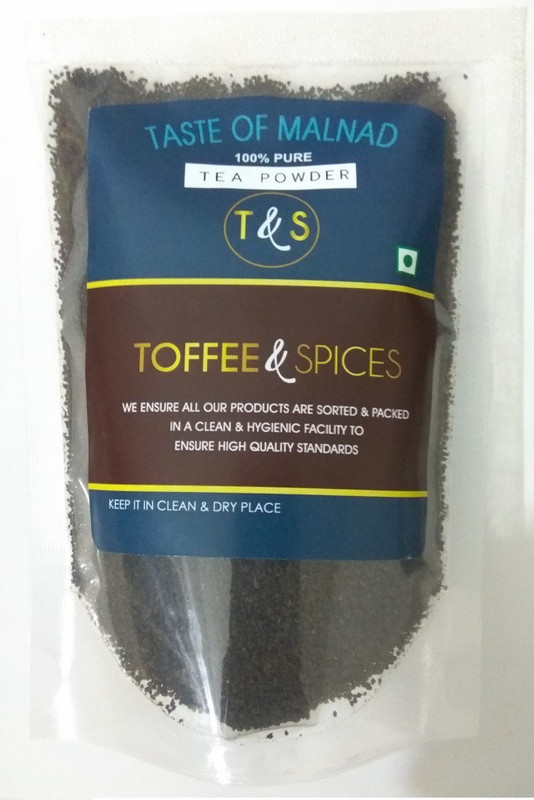 TASTE OF MALNAD
100% PURE
TEA POWDER
T&S
TOFFEE & SPICES
WE ENSURE ALL OUR PRODUCTS ARE SORTED & PACKED
IN A CLEAN & HYGIENIC FACILITY TO
ENSURE HIGH QUALITY STANDARDS
KEEP IT IN CLEAN & DRY PLACE